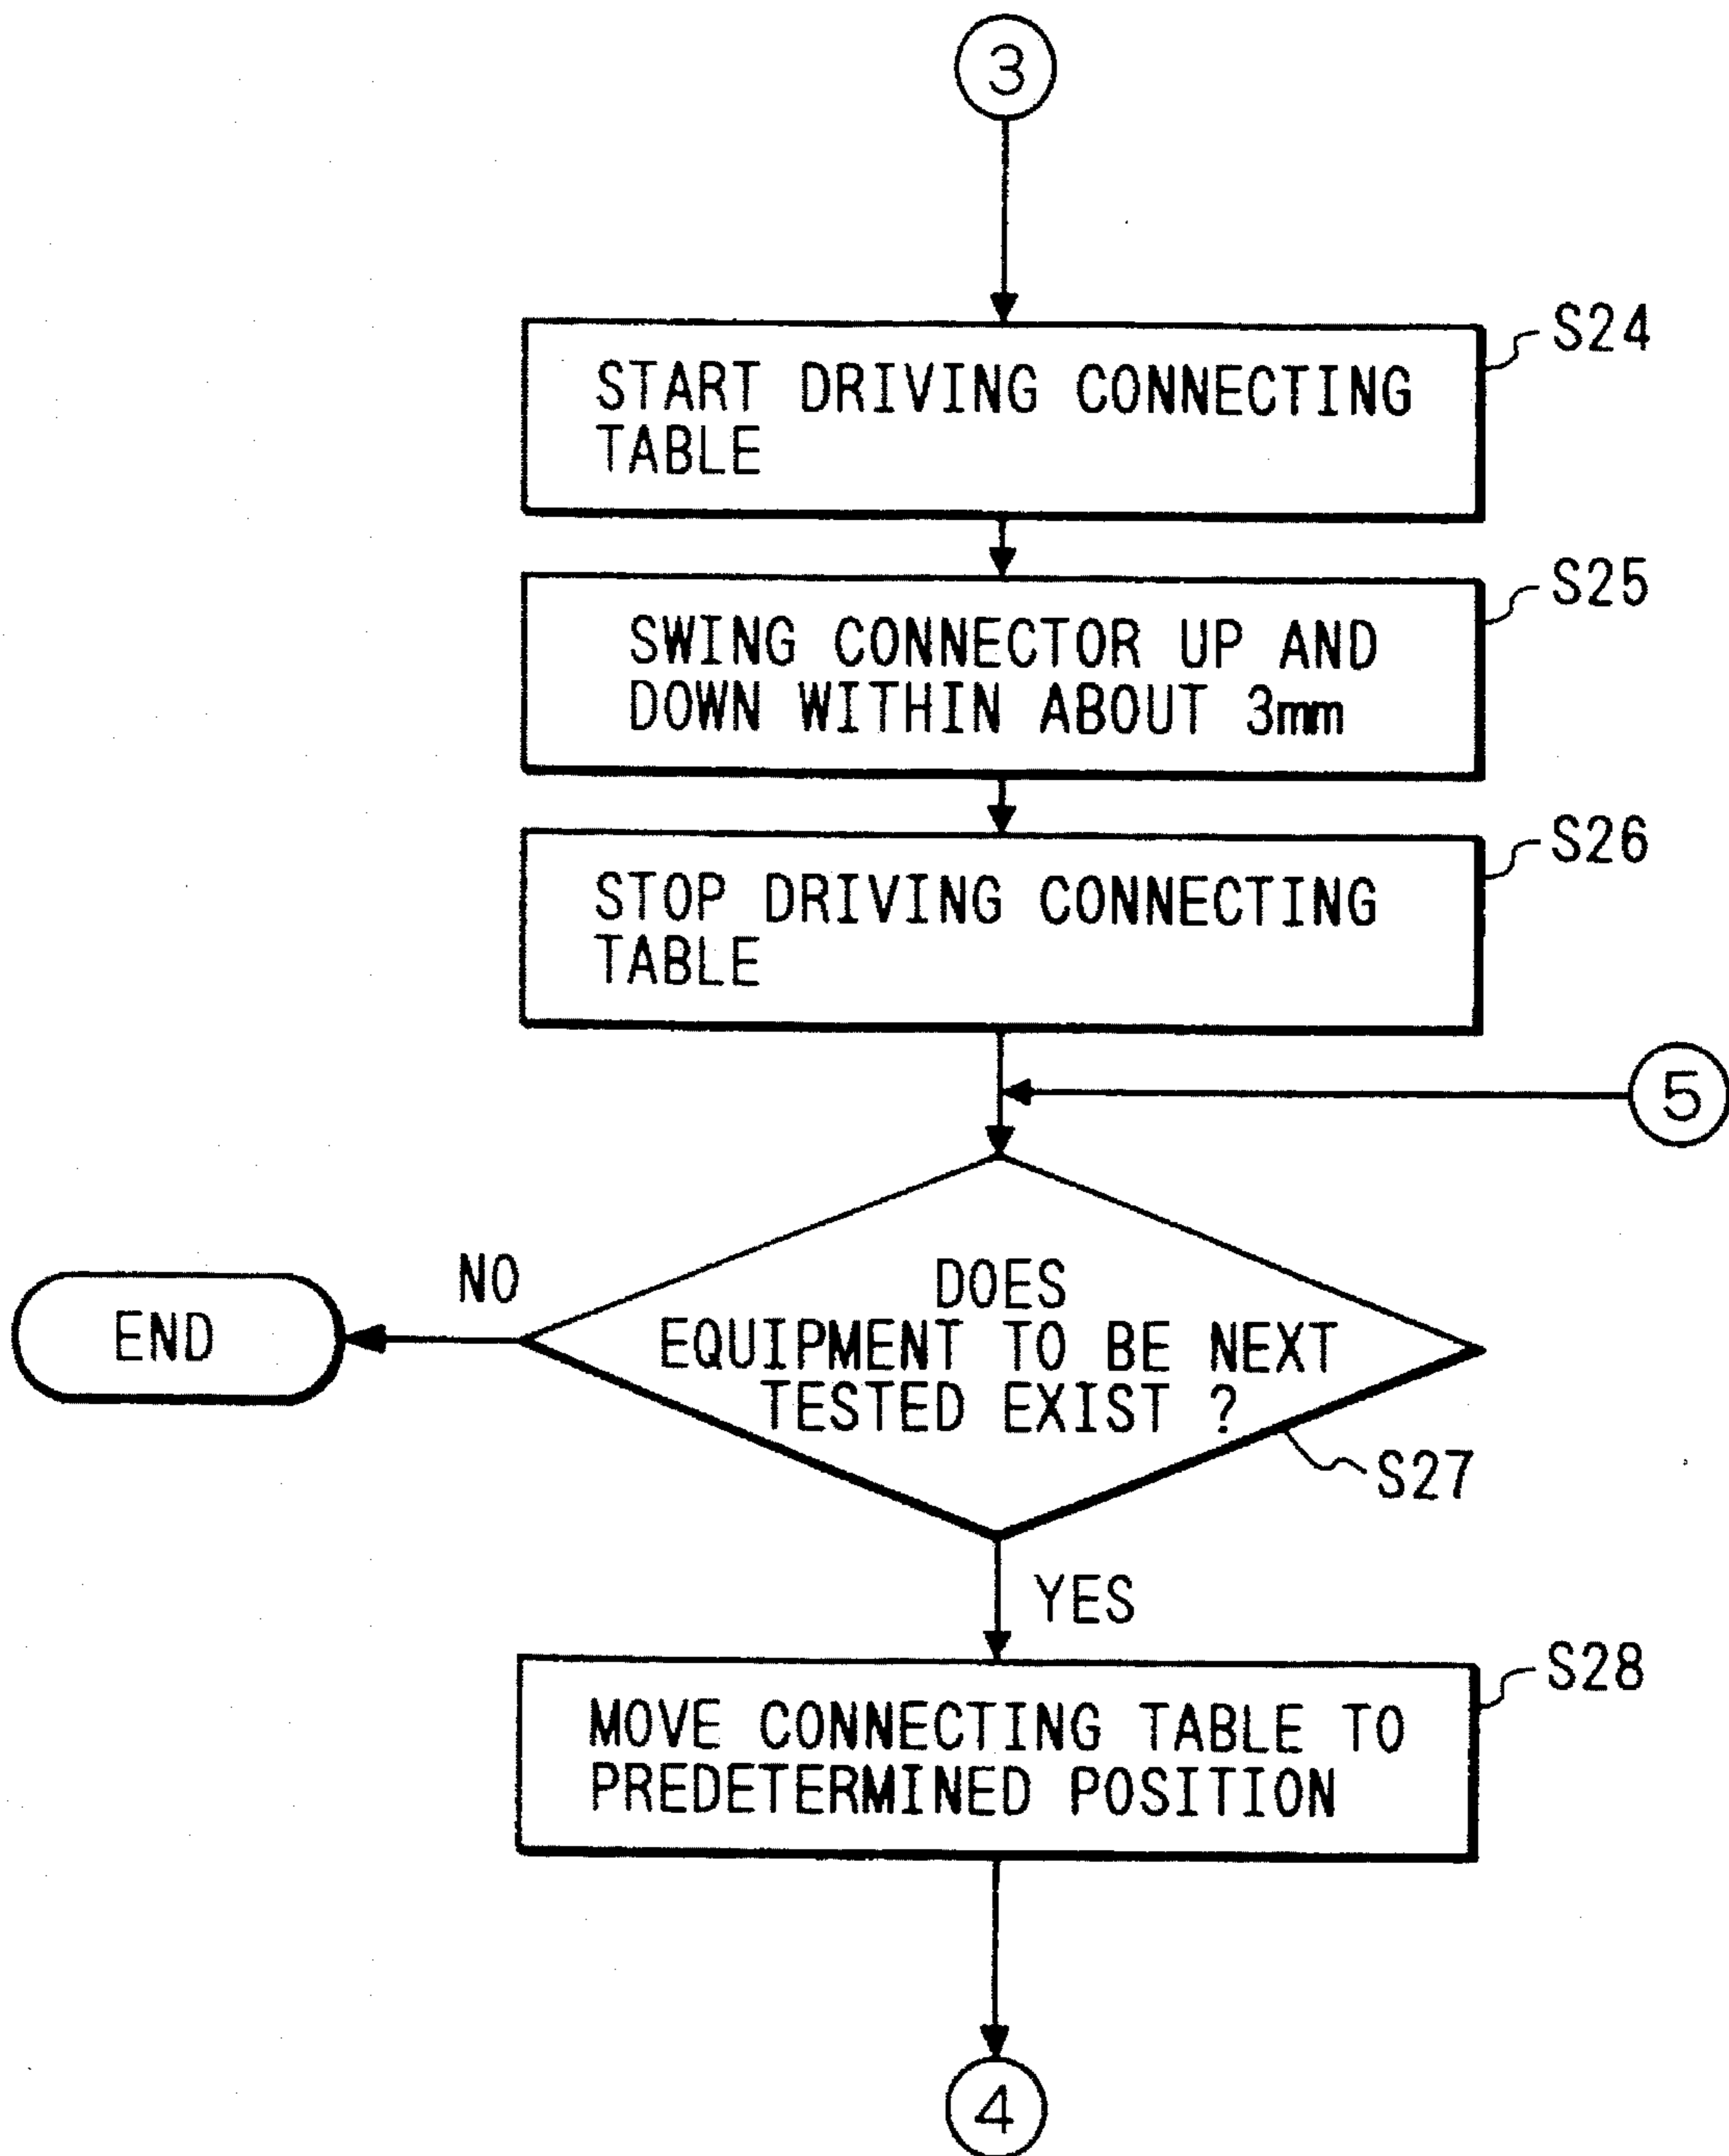 3
S24
START DRIVING CONNECTING
TABLE
S25
SWING CONNECTOR UP AND
DOWN WITHIN ABOUT 3mm
S26
STOP DRIVING CONNECTING
TABLE
5
NO
END
DOES
EQUIPMENT TO BE NEXT
TESTED EXIST ?
S27
YES
S28
MOVE CONNECTING TABLE TO
PREDETERMINED POSITION
4